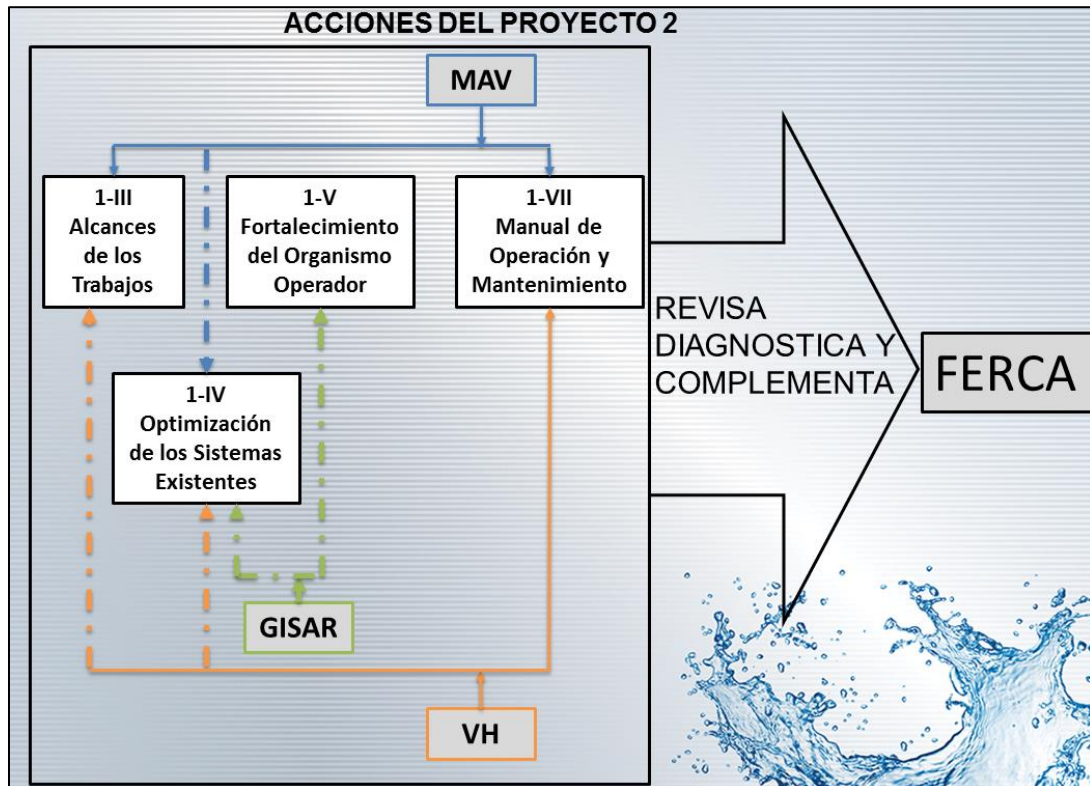 ACCIONES DEL PROYECTO 2
MAV
1-III
Alcances
de los
Trabajos
1-V
Fortalecimiento
del Organismo
Operador
1-VII
Manual de
Operación y
Mantenimiento
1-IV
Optimización
de los Sistemas
Existentes
GISAR
VH
REVISA
DIAGNOSTICA Y
COMPLEMENTA
FERCA